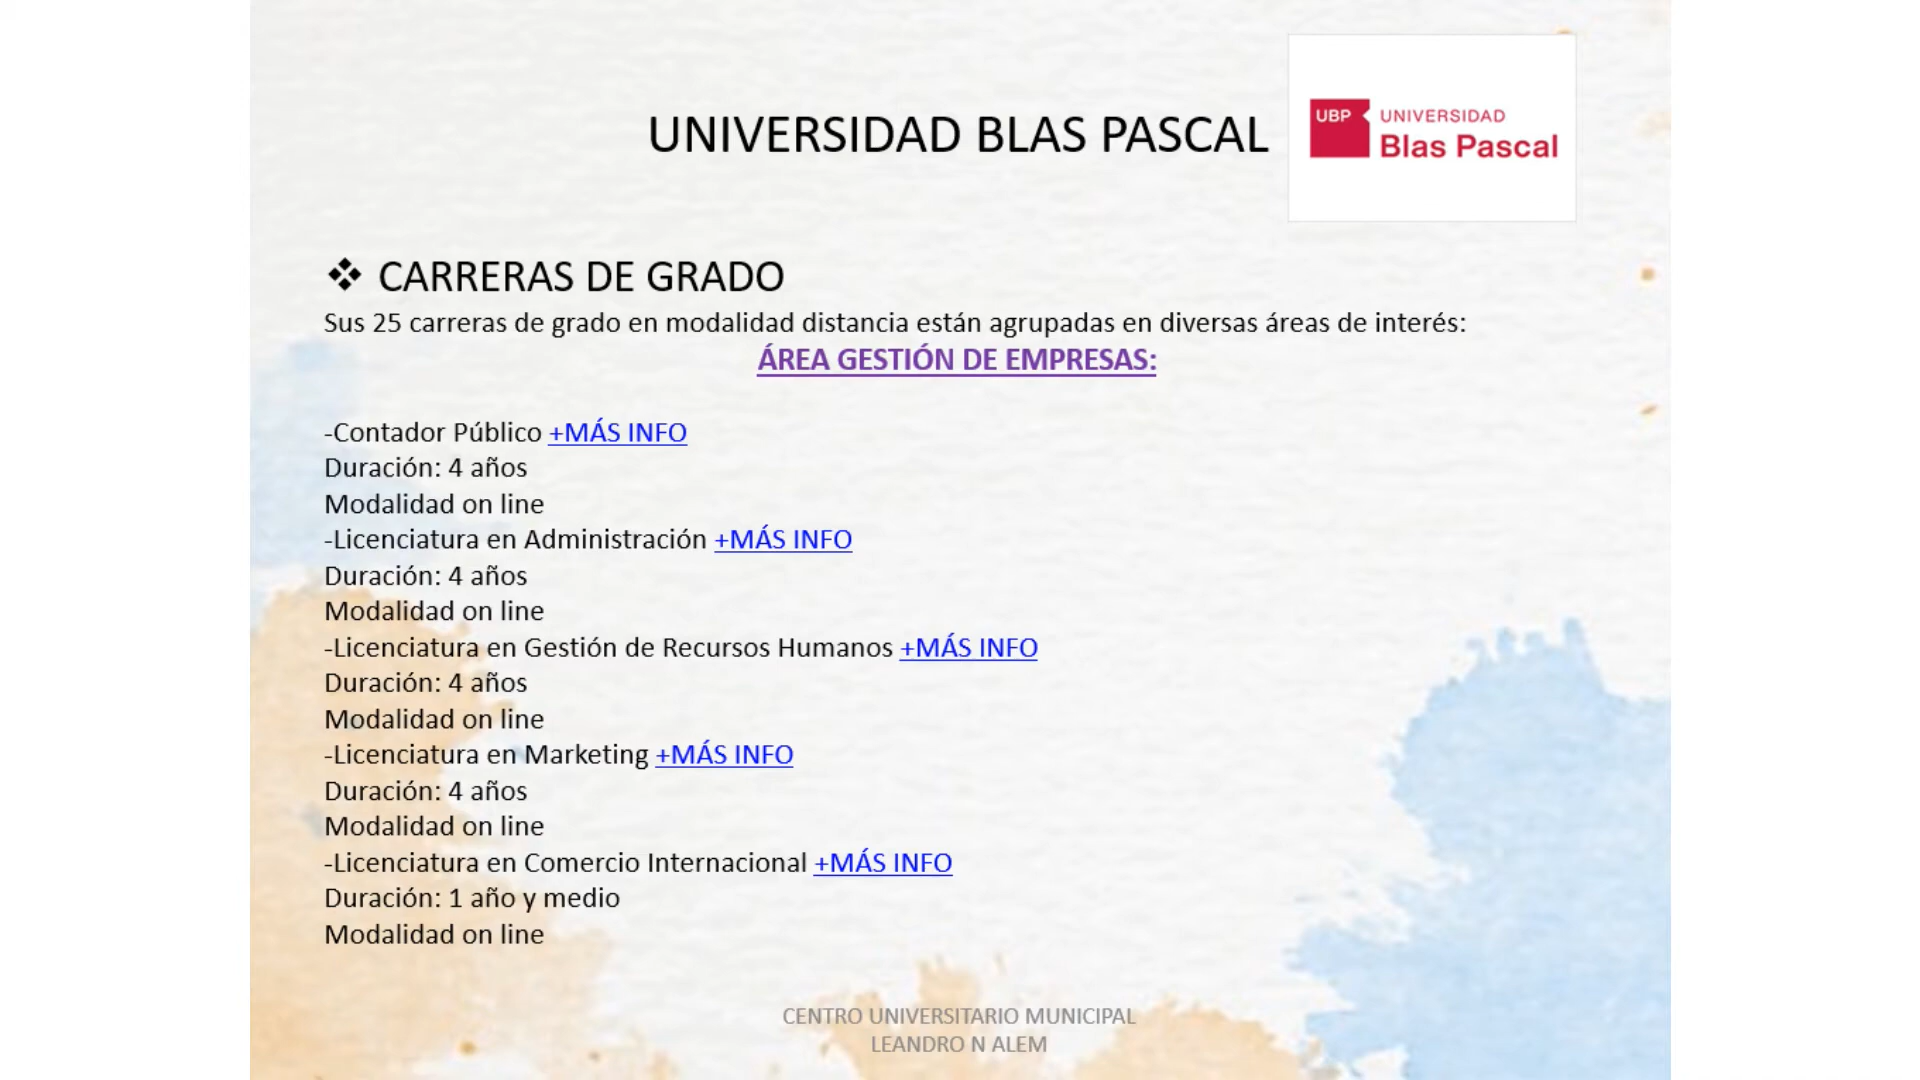 UNIVERSIDAD BLAS PASCAL
UBP
UNIVERSIDAD
Blas Pascal
❖ CARRERAS DE GRADO
Sus 25 carreras de grado en modalidad distancia están agrupadas en diversas áreas de interés:
ÁREA GESTIÓN DE EMPRESAS:
-Contador Público +MÁS INFO
Duración: 4 años
Modalidad on line
-Licenciatura en Administración +MÁS INFO
Duración: 4 años
Modalidad on line
-Licenciatura en Gestión de Recursos Humanos +MÁS INFO
Duración: 4 años
Modalidad on line
-Licenciatura en Marketing +MÁS INFO
Duración: 4 años
Modalidad on line
-Licenciatura en Comercio Internacional +MÁS INFO
Duración: 1 año y medio
Modalidad on line
CENTRO UNIVERSITARIO MUNICIPAL
LEANDRO N ALEM